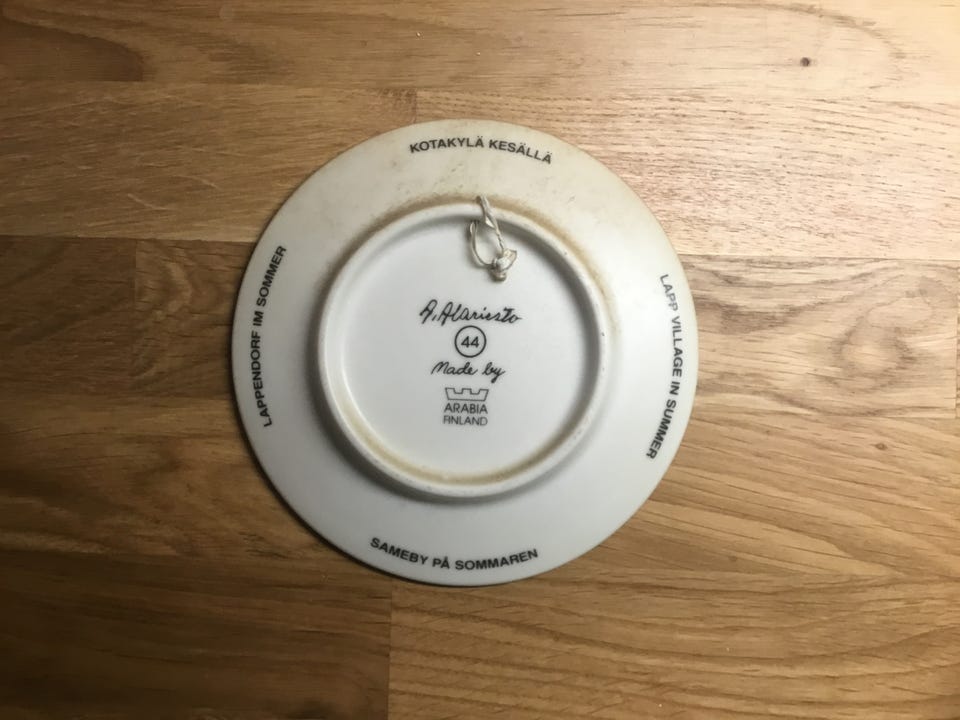 KOTAKYLÄ KESÄLLÄ
LAPPENDORF IM SOMMER
LAPP VILLAGE IN SUMMER
A. Alariesto
44
Made by
ARABIA
FINLAND
SAMEBY PÅ SOMMAREN